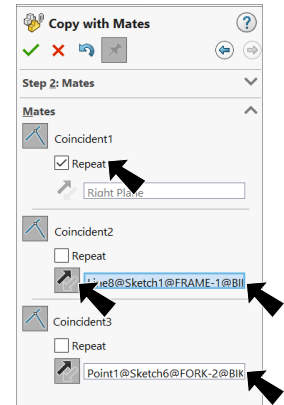 Copy with Mates
Step 2: Mates
Mates
Coincident1
Repeat
Right Plane
Coincident2
Repeat
Line8@Sketch1@FRAME-1@BI
Coincident3
Repeat
Point1@Sketch6@FORK-2@BIK